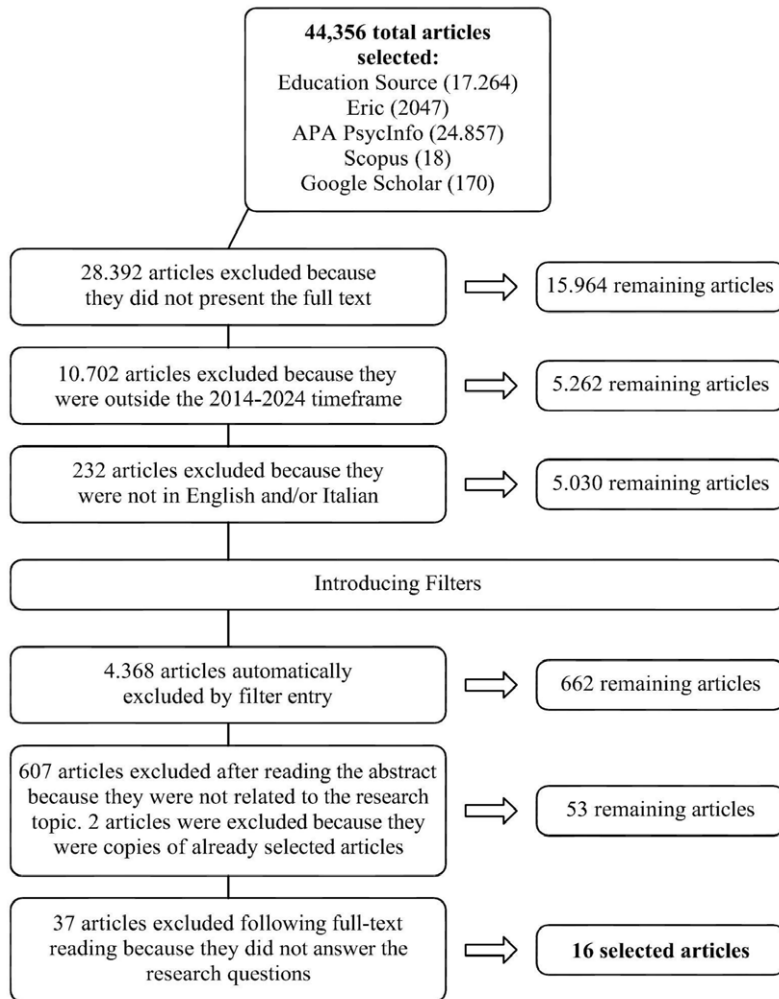 44,356 total articles
selected:
Education Source (17.264)
Eric (2047)
APA PsycInfo (24.857)
Scopus (18)
Google Scholar (170)
28.392 articles excluded because
they did not present the full text
15.964 remaining articles
10.702 articles excluded because they
were outside the 2014-2024 timeframe
5.262 remaining articles
232 articles excluded because they
were not in English and/or Italian
5.030 remaining articles
Introducing Filters
4.368 articles automatically
excluded by filter entry
662 remaining articles
607 articles excluded after reading the abstract
because they were not related to the research
topic. 2 articles were excluded because they
were copies of already selected articles
53 remaining articles
37 articles excluded following full-text
reading because they did not answer the
research questions
16 selected articles